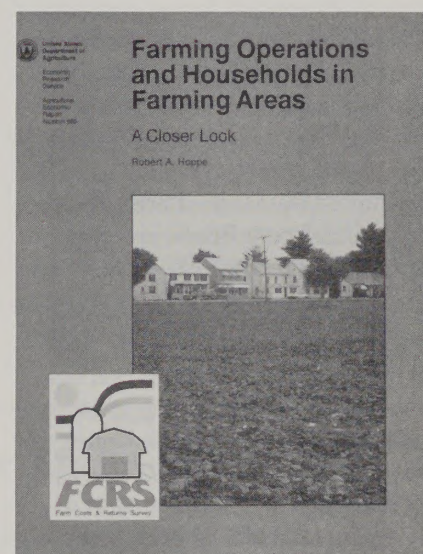 United States
Department of
Agriculture
Economic
Research
Service
Agricultural
Economic
Report
Number
Farming Operations
and Households in
Farming Areas
A Closer Look
Robert A. Hoppe
FCRS
Farm Costs & Returns Survey